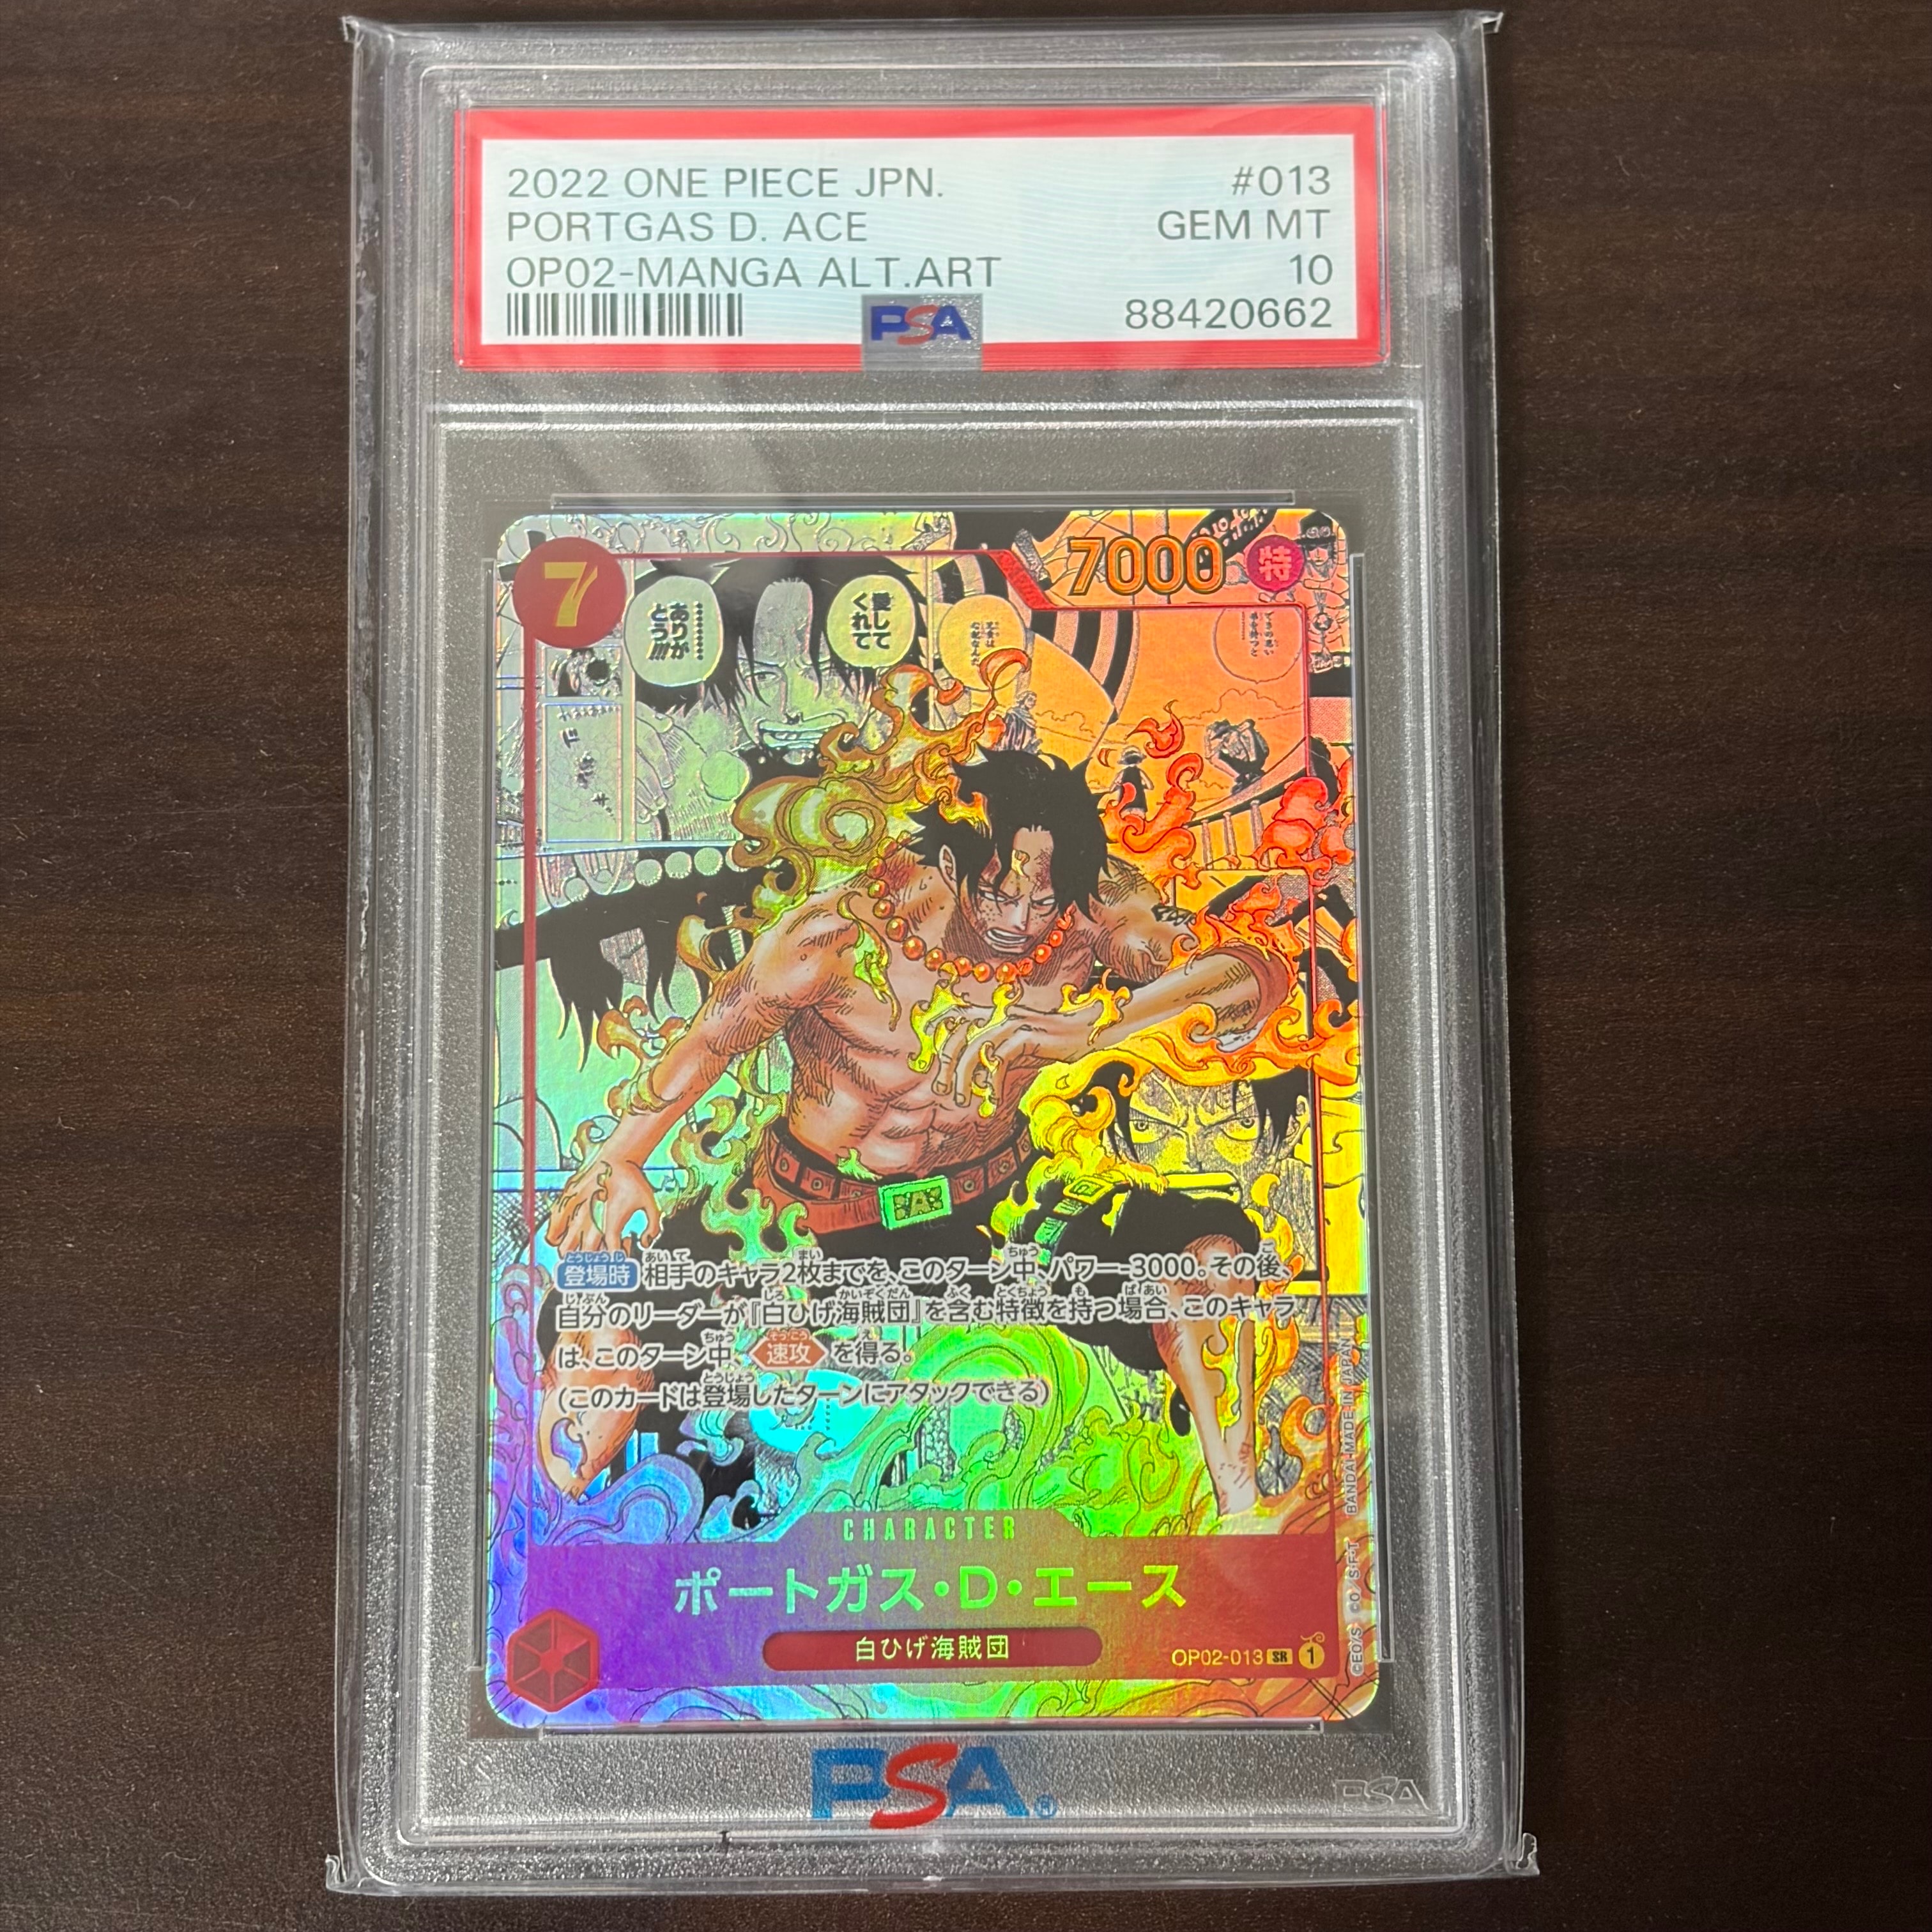 2022 ONE PIECE JPN. #013
PORTGAS D. ACE GEM MT
OP02-MANGA ALT.ART 10
PSA 88420662
7
7000 特
愛して
くれて
………
ありが
とう!!!
登場時 相手のキャラ2枚までを、このターン中、パワー-3000。その後、
自分のリーダーが『白ひげ海賊団』を含む特徴を持つ場合、このキャラ
は、このターン中、速攻 を得る。
(このカードは登場したターンにアタックできる)
BANDAI MADE IN JAPAN
CHARACTER
ポートガス・D・エース
白ひげ海賊団
OP02-013 SR 1
PSA
PSA